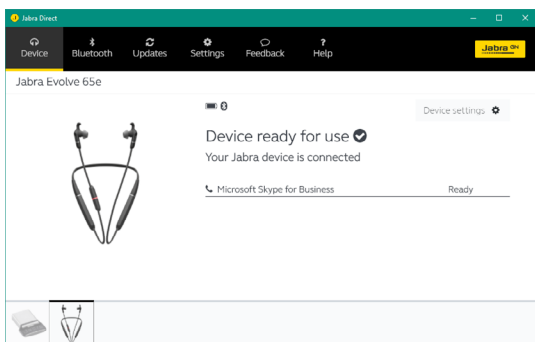 Jabra Direct
Device Bluetooth Updates Settings Feedback Help
Jabra GN
Jabra Evolve 65e
Device settings
Device ready for use
Your Jabra device is connected
Microsoft Skype for Business Ready